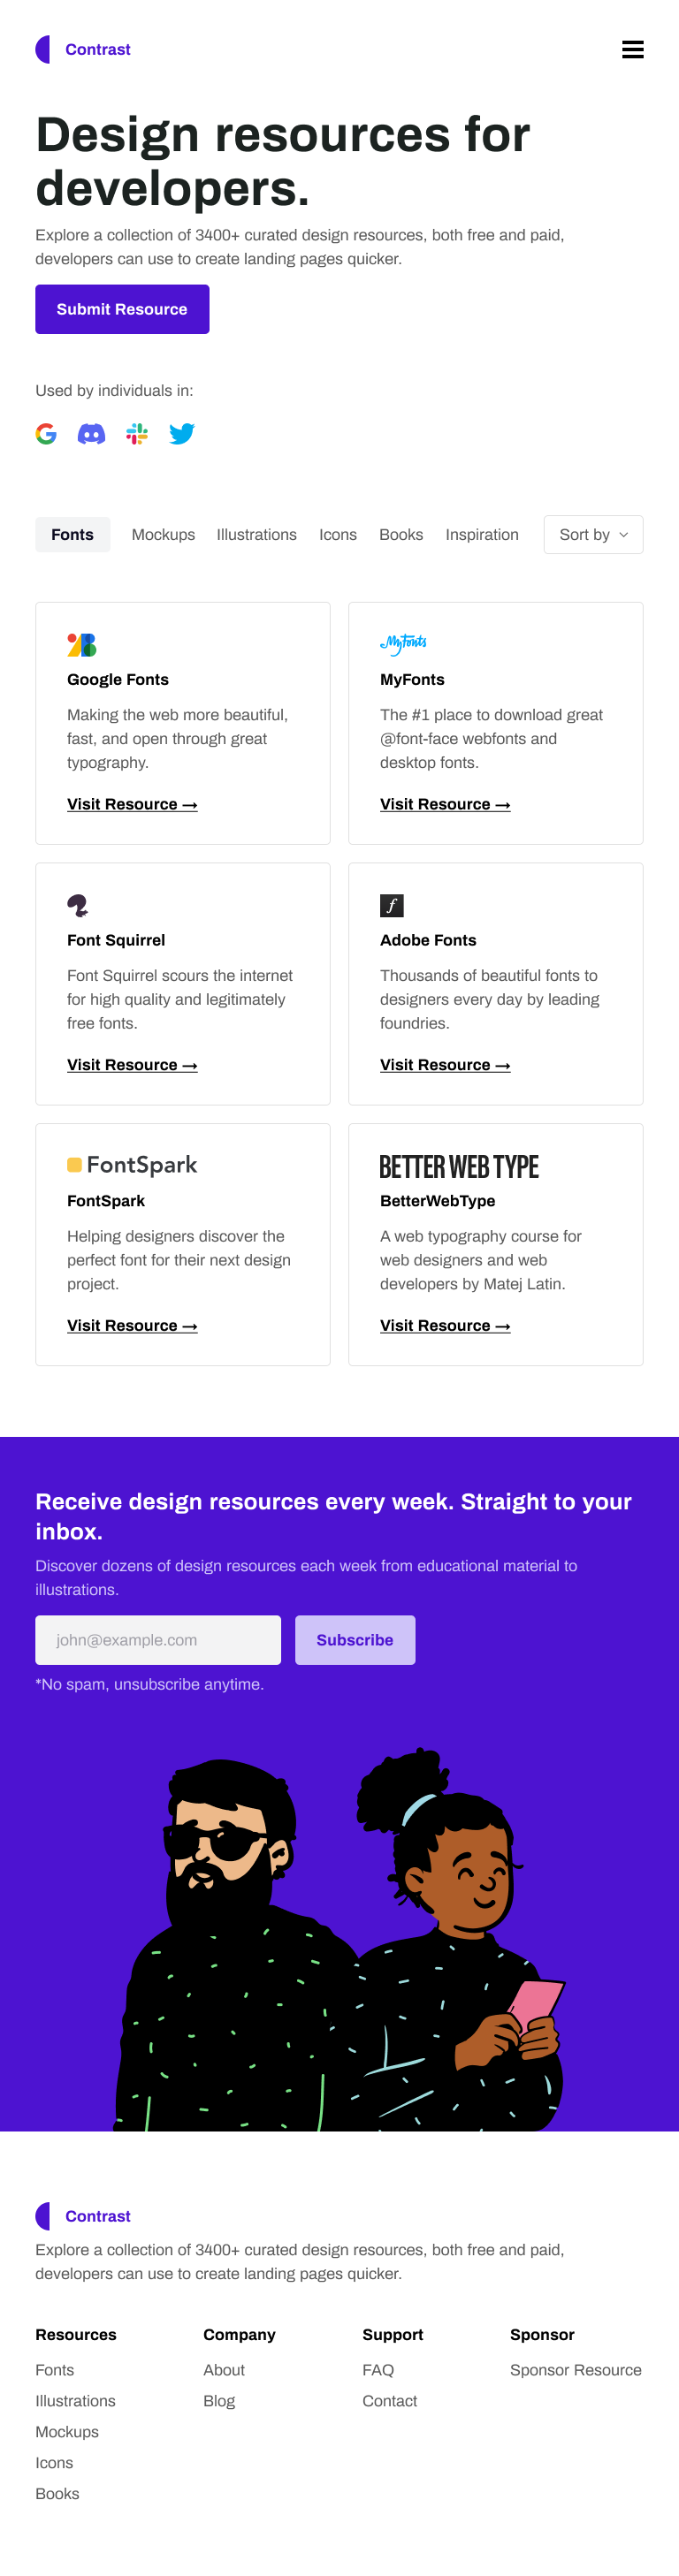 Contrast
Design resources for
developers.
Explore a collection of 3400+ curated design resources, both free and paid,
developers can use to create landing pages quicker.
Submit Resource
Used by individuals in:
Fonts Mockups Illustrations Icons Books Inspiration Sort by
Google Fonts
Making the web more beautiful,
fast, and open through great
typography.
Visit Resource →
MyFonts
MyFonts
The #1 place to download great
@font-face webfonts and
desktop fonts.
Visit Resource →
Font Squirrel
Font Squirrel scours the internet
for high quality and legitimately
free fonts.
Visit Resource →
f
Adobe Fonts
Thousands of beautiful fonts to
designers every day by leading
foundries.
Visit Resource →
FontSpark
FontSpark
Helping designers discover the
perfect font for their next design
project.
Visit Resource →
BETTER WEB TYPE
BetterWebType
A web typography course for
web designers and web
developers by Matej Latin.
Visit Resource →
Receive design resources every week. Straight to your
inbox.
Discover dozens of design resources each week from educational material to
illustrations.
john@example.com Subscribe
*No spam, unsubscribe anytime.
Contrast
Explore a collection of 3400+ curated design resources, both free and paid,
developers can use to create landing pages quicker.
Resources
Fonts
Illustrations
Mockups
Icons
Books
Company
About
Blog
Support
FAQ
Contact
Sponsor
Sponsor Resource